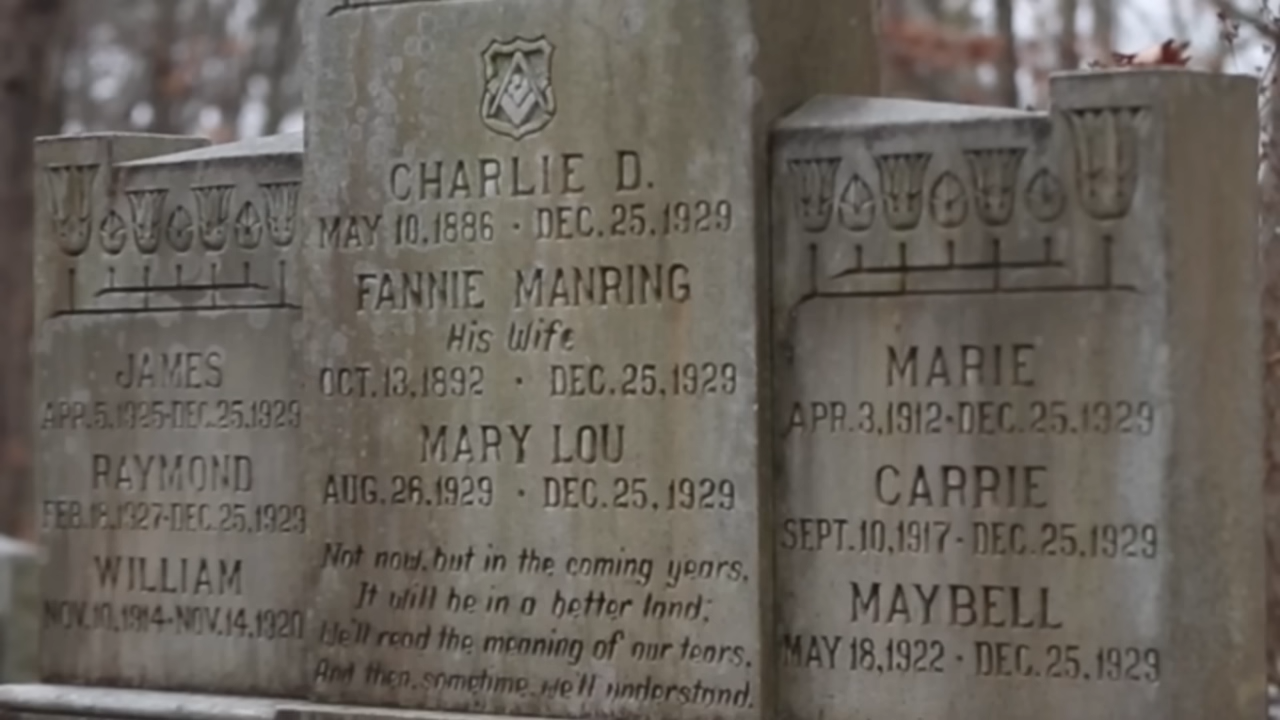 JAMES
APR.5,1925-DEC.25,1929
RAYMOND
FEB.18,1927-DEC.25,1929
WILLIAM
NOV.10,1914-NOV.14,1920
CHARLIE D.
MAY 10,1886 · DEC.25,1929
FANNIE MANRING
His Wife
OCT.13,1892 · DEC.25,1929
MARY LOU
AUG.26,1929 · DEC.25,1929
Not now, but in the coming years,
It will be in a better land;
We'll read the meaning of our tears,
And then, sometime, we'll understand.
MARIE
APR.3,1912-DEC.25,1929
CARRIE
SEPT.10,1917-DEC.25,1929
MAYBELL
MAY 18,1922 · DEC.25,1929